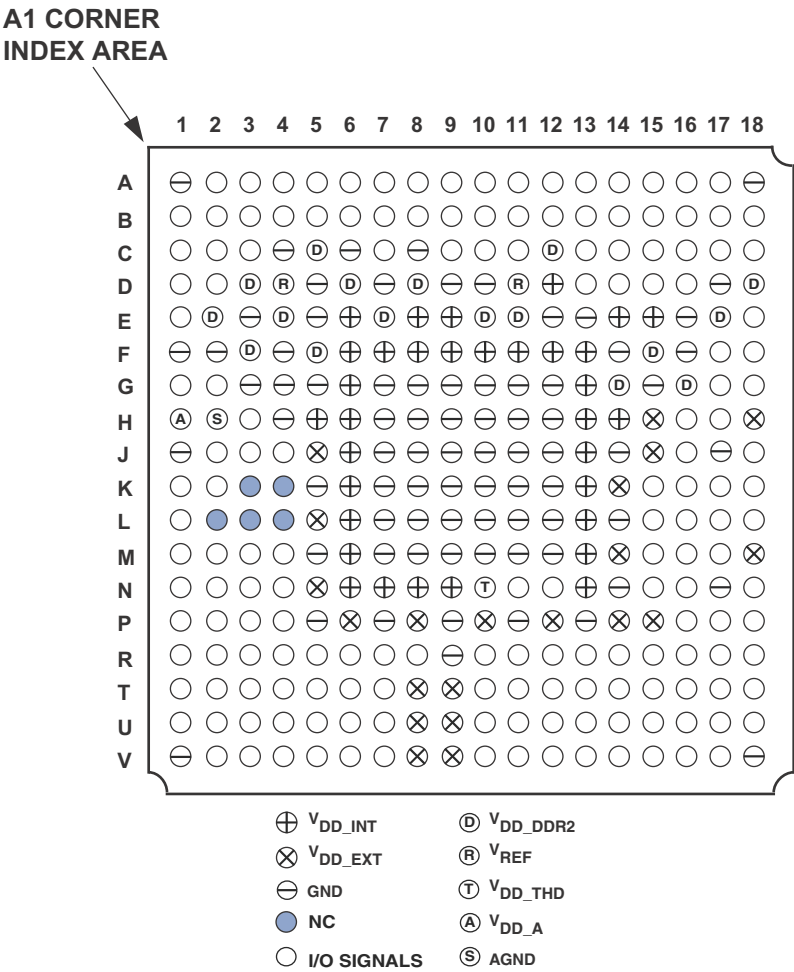 A1 CORNER
INDEX AREA
1 2 3 4 5 6 7 8 9 10 11 12 13 14 15 16 17 18
A
B
C D D
D D R D D R D
E D D D D D D
F D D D
G D D
H A S
J
K
L
M
N T
P
R
T
U
V
VDD_INT D VDD_DDR2
VDD_EXT R VREF
GND T VDD_THD
NC A VDD_A
I/O SIGNALS S AGND